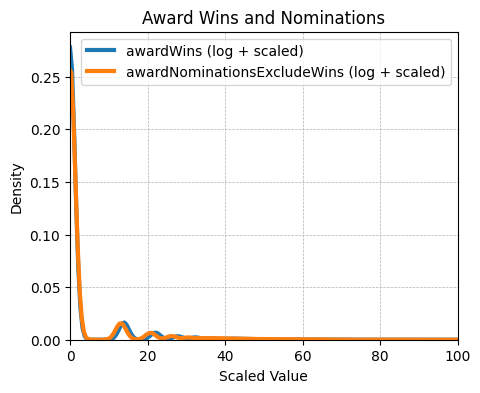 Award Wins and Nominations
awardWins (log + scaled)
awardNominationsExcludeWins (log + scaled)
Density
0.25
0.20
0.15
0.10
0.05
0.00
0 20 40 60 80 100
Scaled Value